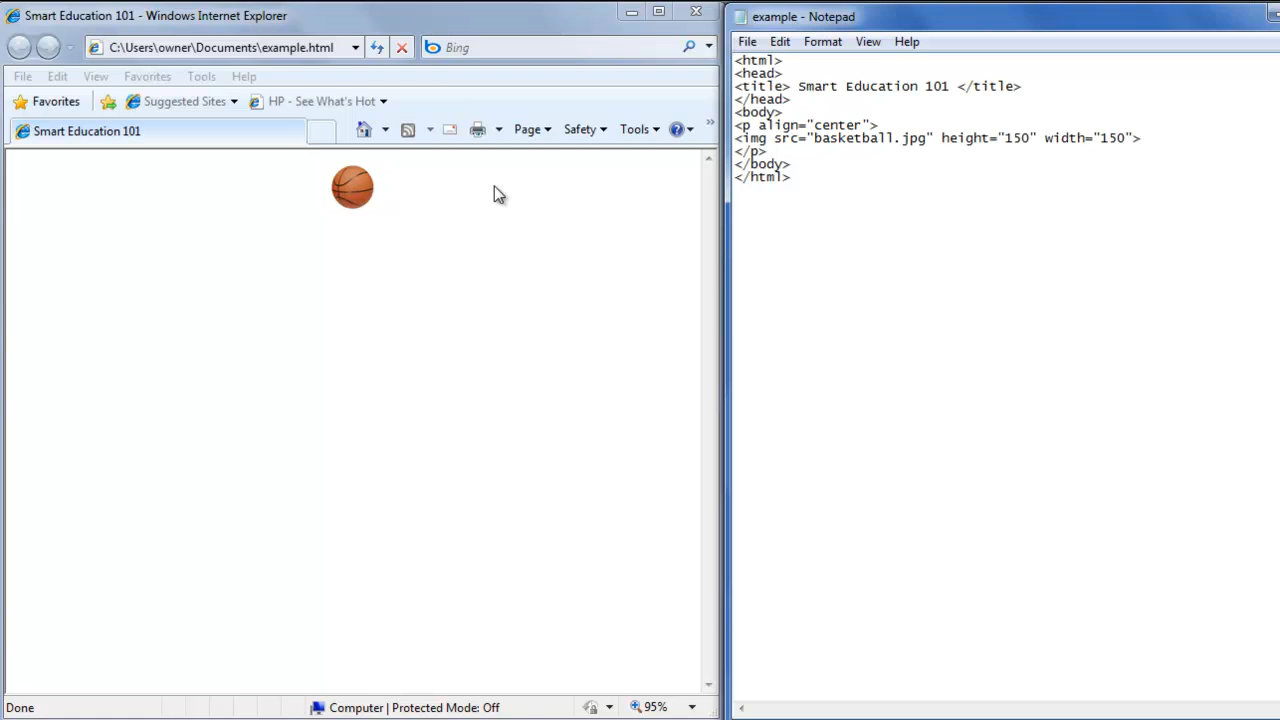 Smart Education 101 - Windows Internet Explorer
C:\Users\owner\Documents\example.html
Bing
File Edit View Favorites Tools Help
Favorites Suggested Sites HP - See What's Hot
Smart Education 101
Page Safety Tools
Done
Computer | Protected Mode: Off
95%
example - Notepad
File Edit Format View Help
<html>
<head>
<title> Smart Education 101 </title>
</head>
<body>
<p align="center">
<img src="basketball.jpg" height="150" width="150">
</p>
</body>
</html>